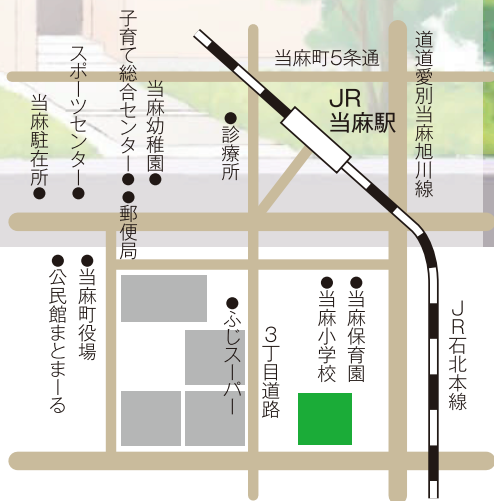 当麻町5条通
JR
当麻駅
道道愛別当麻旭川線
子育て総合センター
スポーツセンター
当麻幼稚園
当麻駐在所
診療所
郵便局
当麻町役場
公民館まとまーる
ふじスーパー
3丁目道路
当麻小学校
当麻保育園
JR石北本線